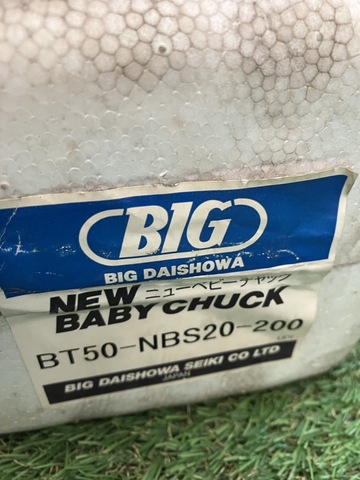 BIG
BIG DAISHOWA
NEW ニューベビーチャック
BABY CHUCK
BT50-NBS20-200
BIG DAISHOWA SEIKI CO LTD
JAPAN